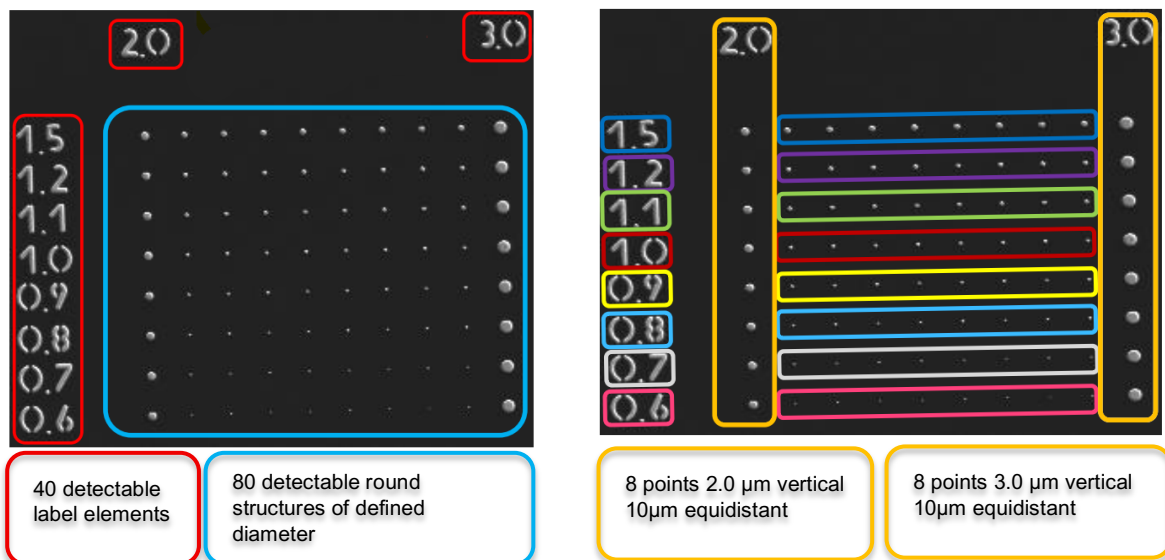 2.0 3.0
1.5
1.2
1.1
1.0
0.9
0.8
0.7
0.6
40 detectable
label elements
80 detectable round
structures of defined
diameter
2.0 3.0
1.5
1.2
1.1
1.0
0.9
0.8
0.7
0.6
8 points 2.0 µm vertical
10µm equidistant
8 points 3.0 µm vertical
10µm equidistant